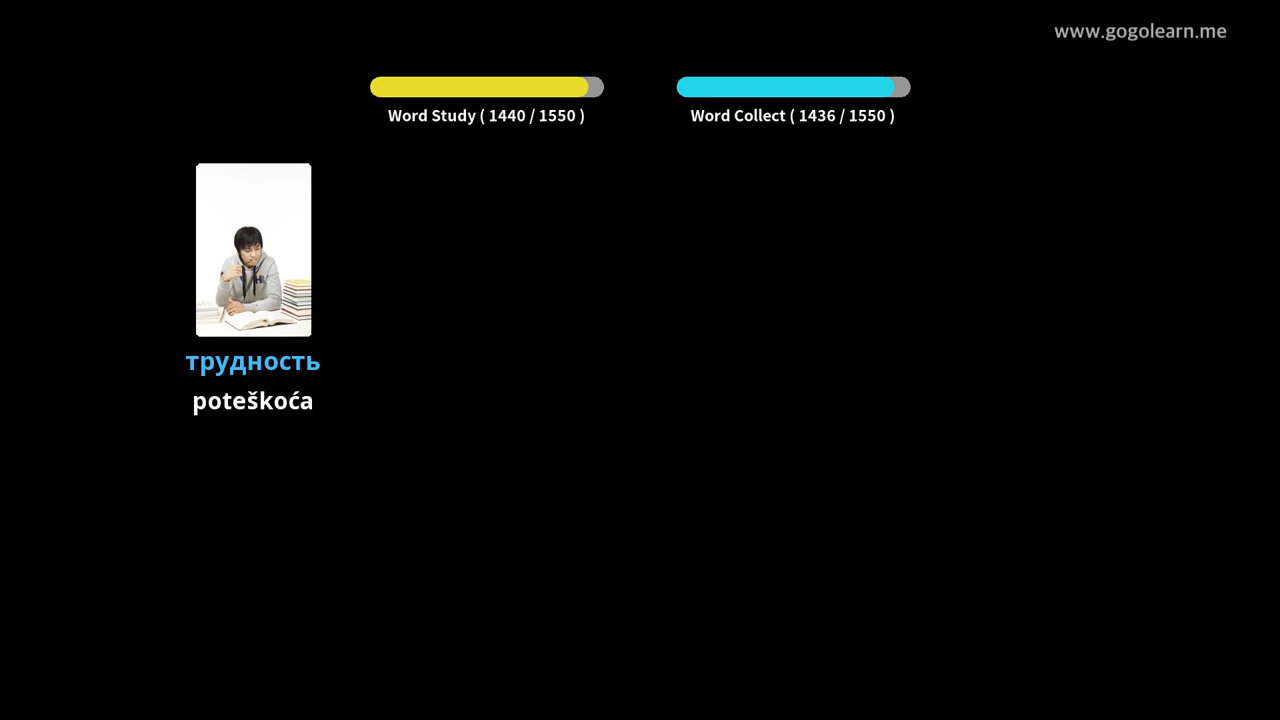 www.gogolearn.me
Word Study ( 1440 / 1550 )
Word Collect ( 1436 / 1550 )
трудность
poteškoća